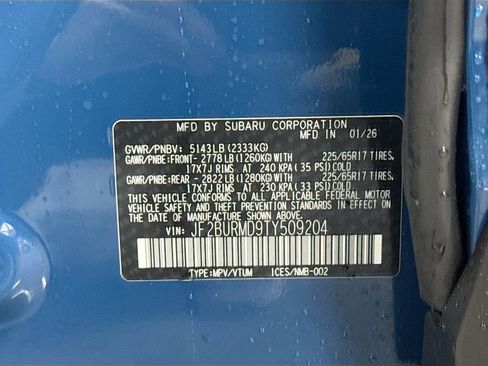 MFD BY SUBARU CORPORATION
MFD IN 01/26
GVWR/PNBV: 5143LB (2333KG)
GAWR/PNBE:FRONT- 2778LB (1260KG)WITH 225/65R17 TIRES,
17X7J RIMS AT 240 KPA (35 PSI)COLD
GAWR/PNBE:REAR - 2822LB (1280KG)WITH 225/65R17 TIRES,
17X7J RIMS AT 230 KPA (33 PSI)COLD
THIS VEHICLE CONFORMS TO ALL APPLICABLE FEDERAL MOTOR
VEHICLE SAFETY, BUMPER, AND THEFT PREVENTION
STANDARDS IN EFFECT ON THE DATE OF MANUFACTURE
SHOWN ABOVE.
VIN: JF2BURMD9TY509204
TYPE:MPV/VTUM ICES/NMB-002